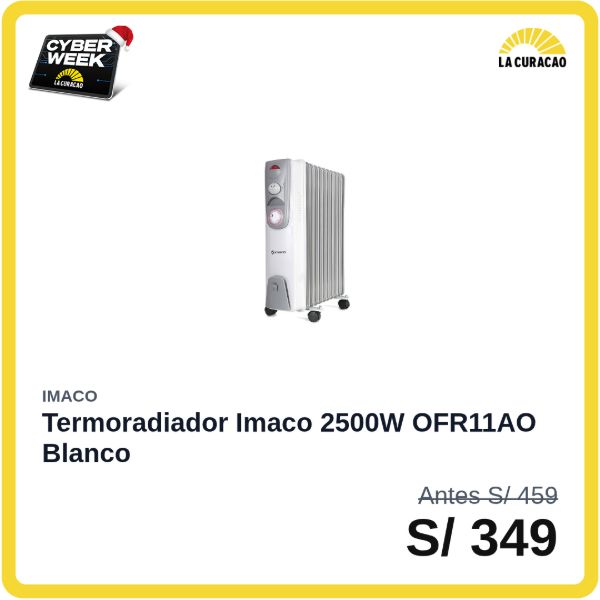 CYBER
WEEK
LA CURACAO
LA CURACAO
IMACO
Termoradiador Imaco 2500W OFR11AO
Blanco
Antes S/ 459
S/ 349